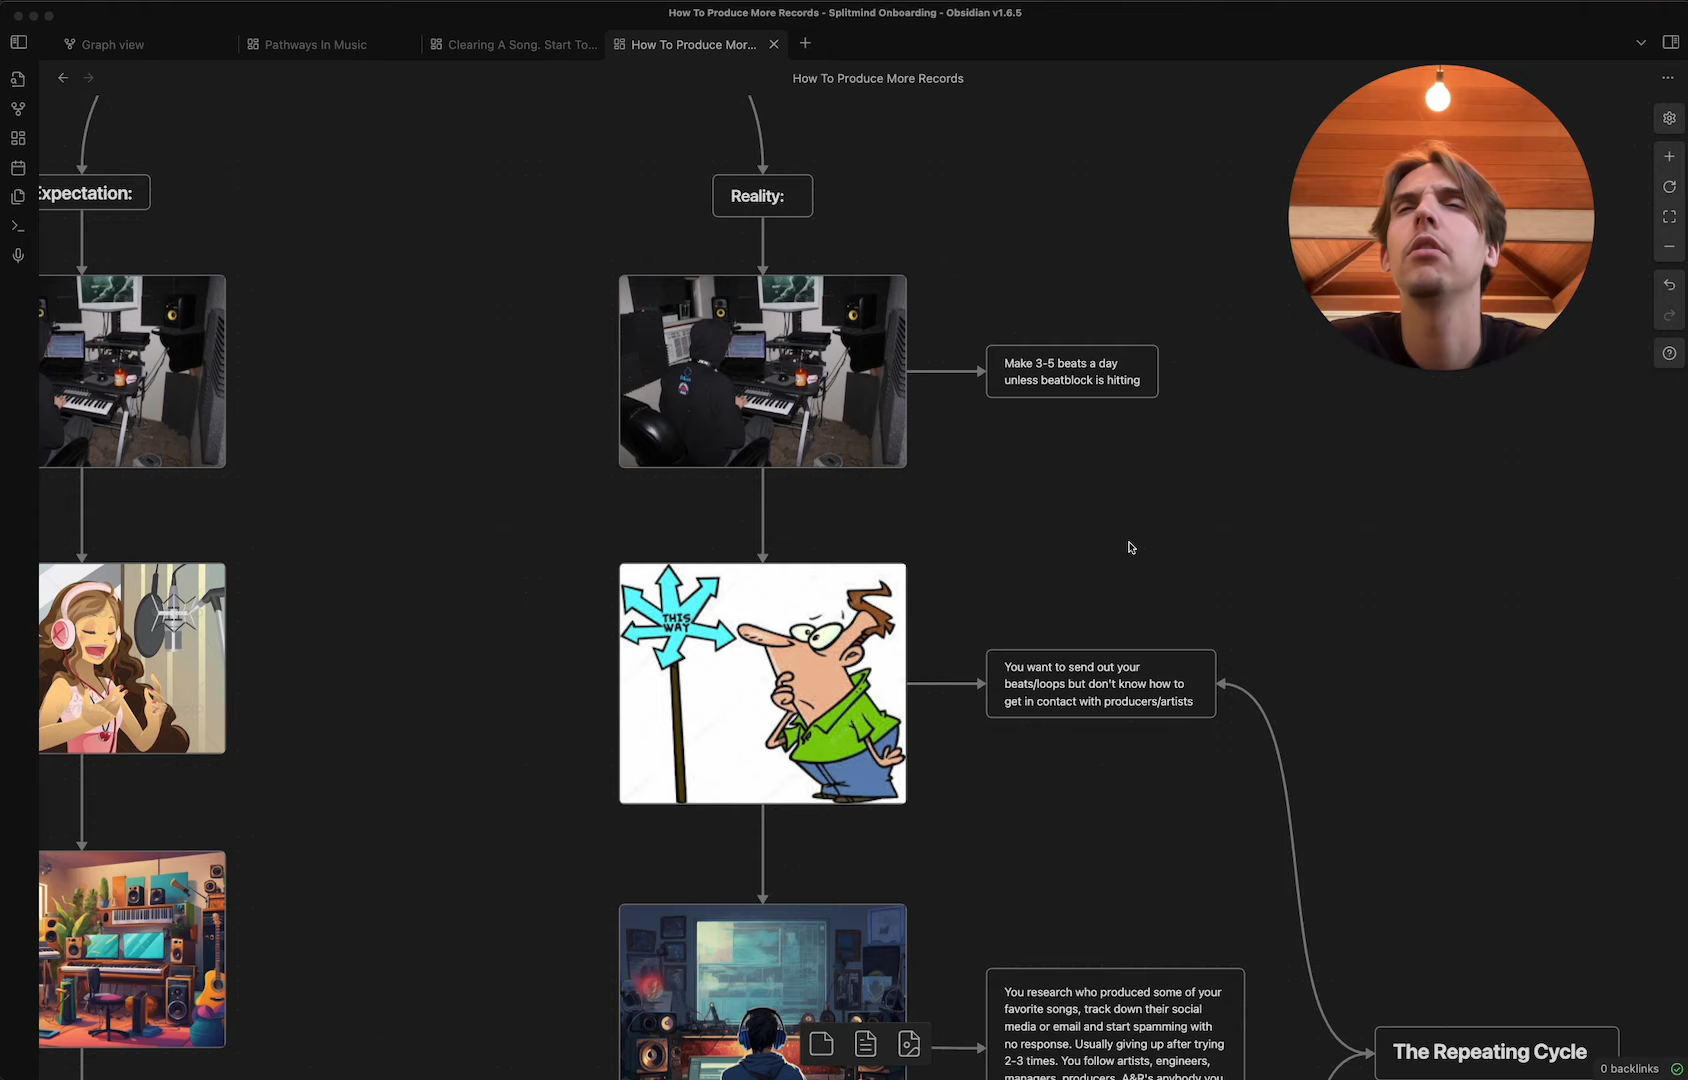 How To Produce More Records - Splitmind Onboarding - Obsidian v1.6.5
Graph view
Pathways In Music
Clearing A Song. Start To...
How To Produce Mor...
How To Produce More Records
Expectation:
Reality:
Make 3-5 beats a day
unless beatblock is hitting
THIS
WAY
You want to send out your
beats/loops but don't know how to
get in contact with producers/artists
You research who produced some of your
favorite songs, track down their social
media or email and start spamming with
no response. Usually giving up after trying
2-3 times. You follow artists, engineers,
managers, producers, A&R's anybody you
The Repeating Cycle
0 backlinks